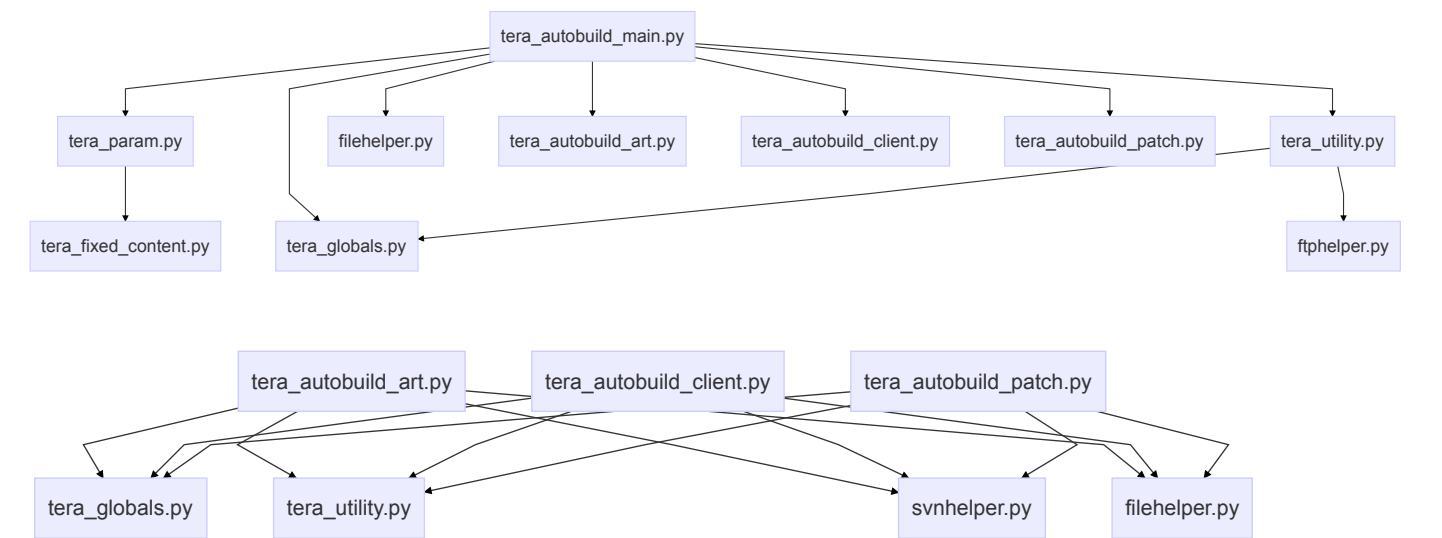 tera_autobuild_main.py
tera_param.py
filehelper.py
tera_autobuild_art.py
tera_autobuild_client.py
tera_autobuild_patch.py
tera_utility.py
tera_fixed_content.py
tera_globals.py
ftphelper.py
tera_autobuild_art.py
tera_autobuild_client.py
tera_autobuild_patch.py
tera_globals.py
tera_utility.py
svnhelper.py
filehelper.py